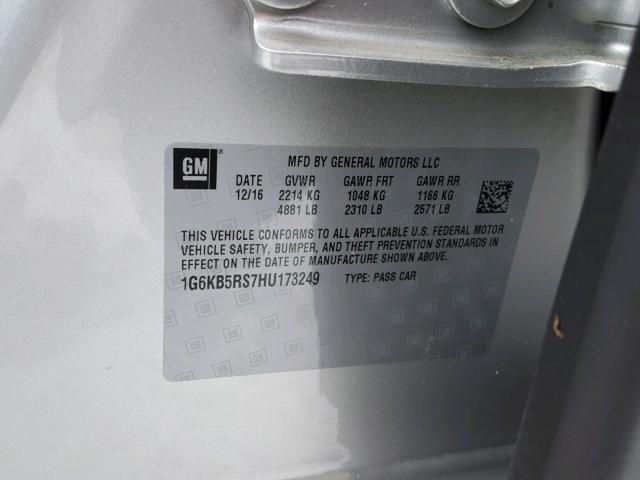 GM
MFD BY GENERAL MOTORS LLC
DATE GVWR GAWR FRT GAWR RR
12/16 2214 KG 1048 KG 1166 KG
4881 LB 2310 LB 2571 LB
THIS VEHICLE CONFORMS TO ALL APPLICABLE U.S. FEDERAL MOTOR
VEHICLE SAFETY, BUMPER, AND THEFT PREVENTION STANDARDS IN
EFFECT ON THE DATE OF MANUFACTURE SHOWN ABOVE.
1G6KB5RS7HU173249 TYPE: PASS CAR